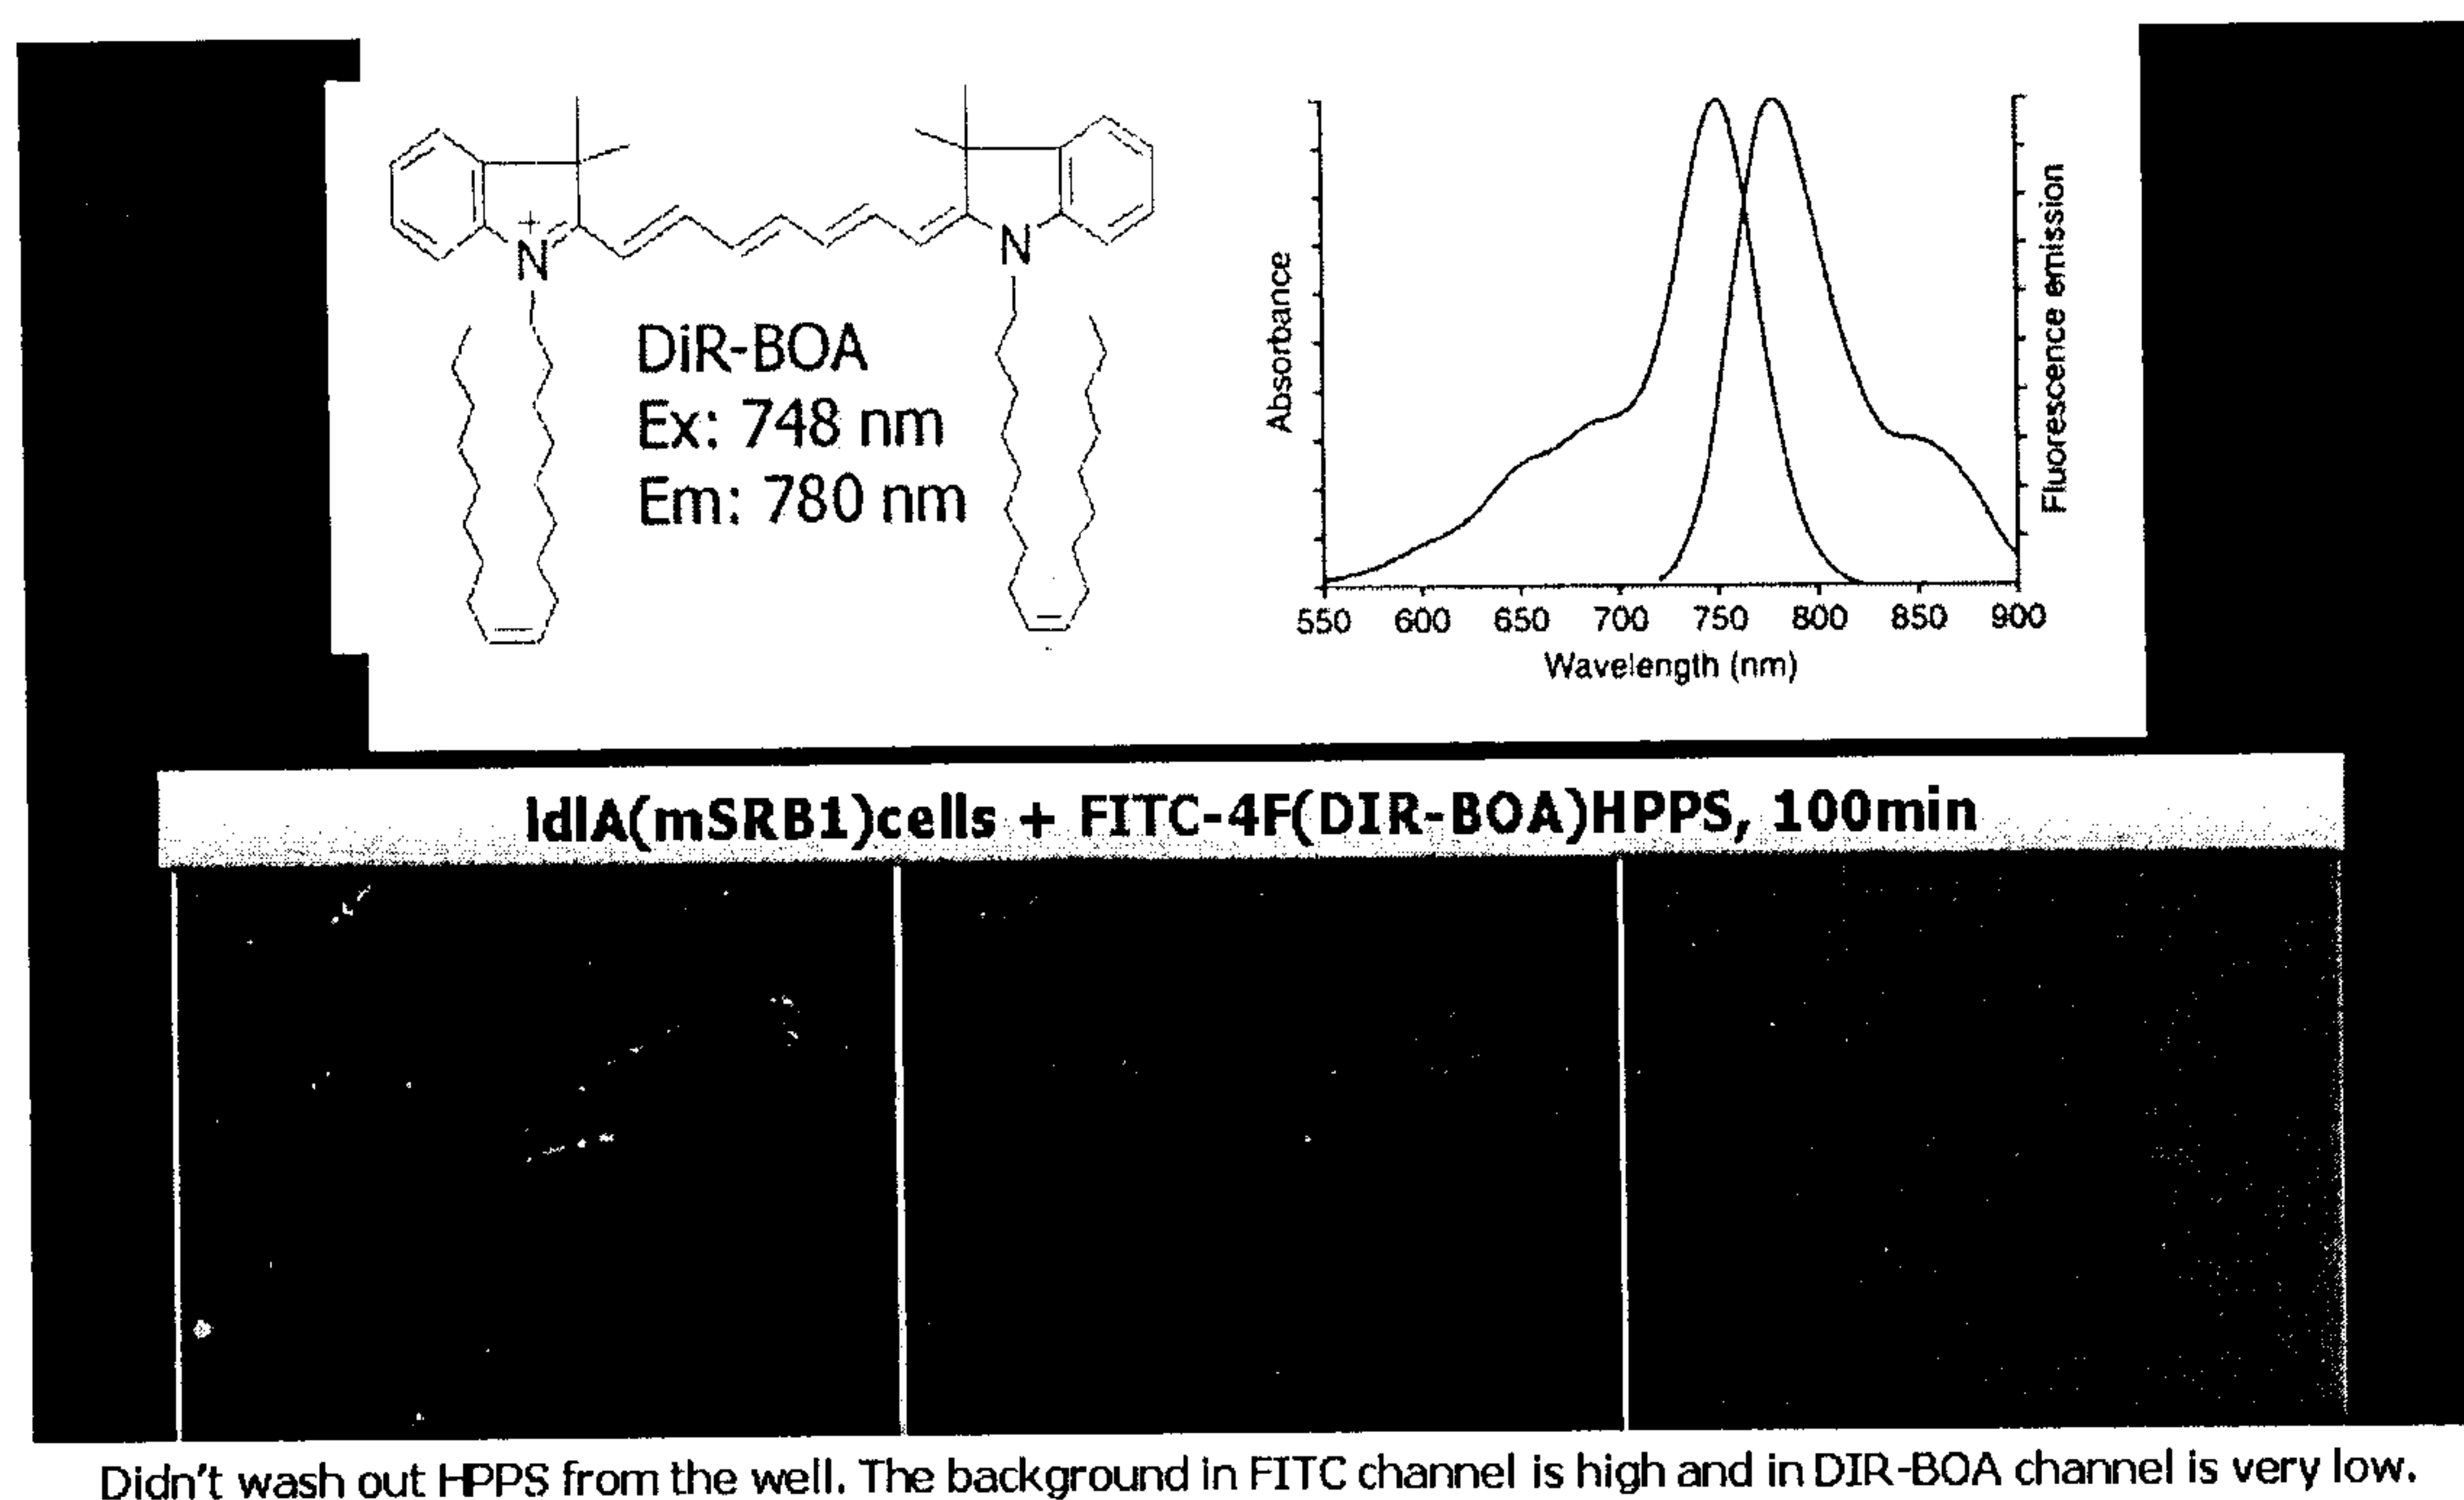 +
N
N
DiR-BOA
Ex: 748 nm
Em: 780 nm
Absorbance
Fluorescence emission
550 600 650 700 750 800 850 900
Wavelength (nm)
ldlA(mSRB1)cells + FITC-4F(DIR-BOA)HPPS, 100min
Didn't wash out HPPS from the well. The background in FITC channel is high and in DIR-BOA channel is very low.